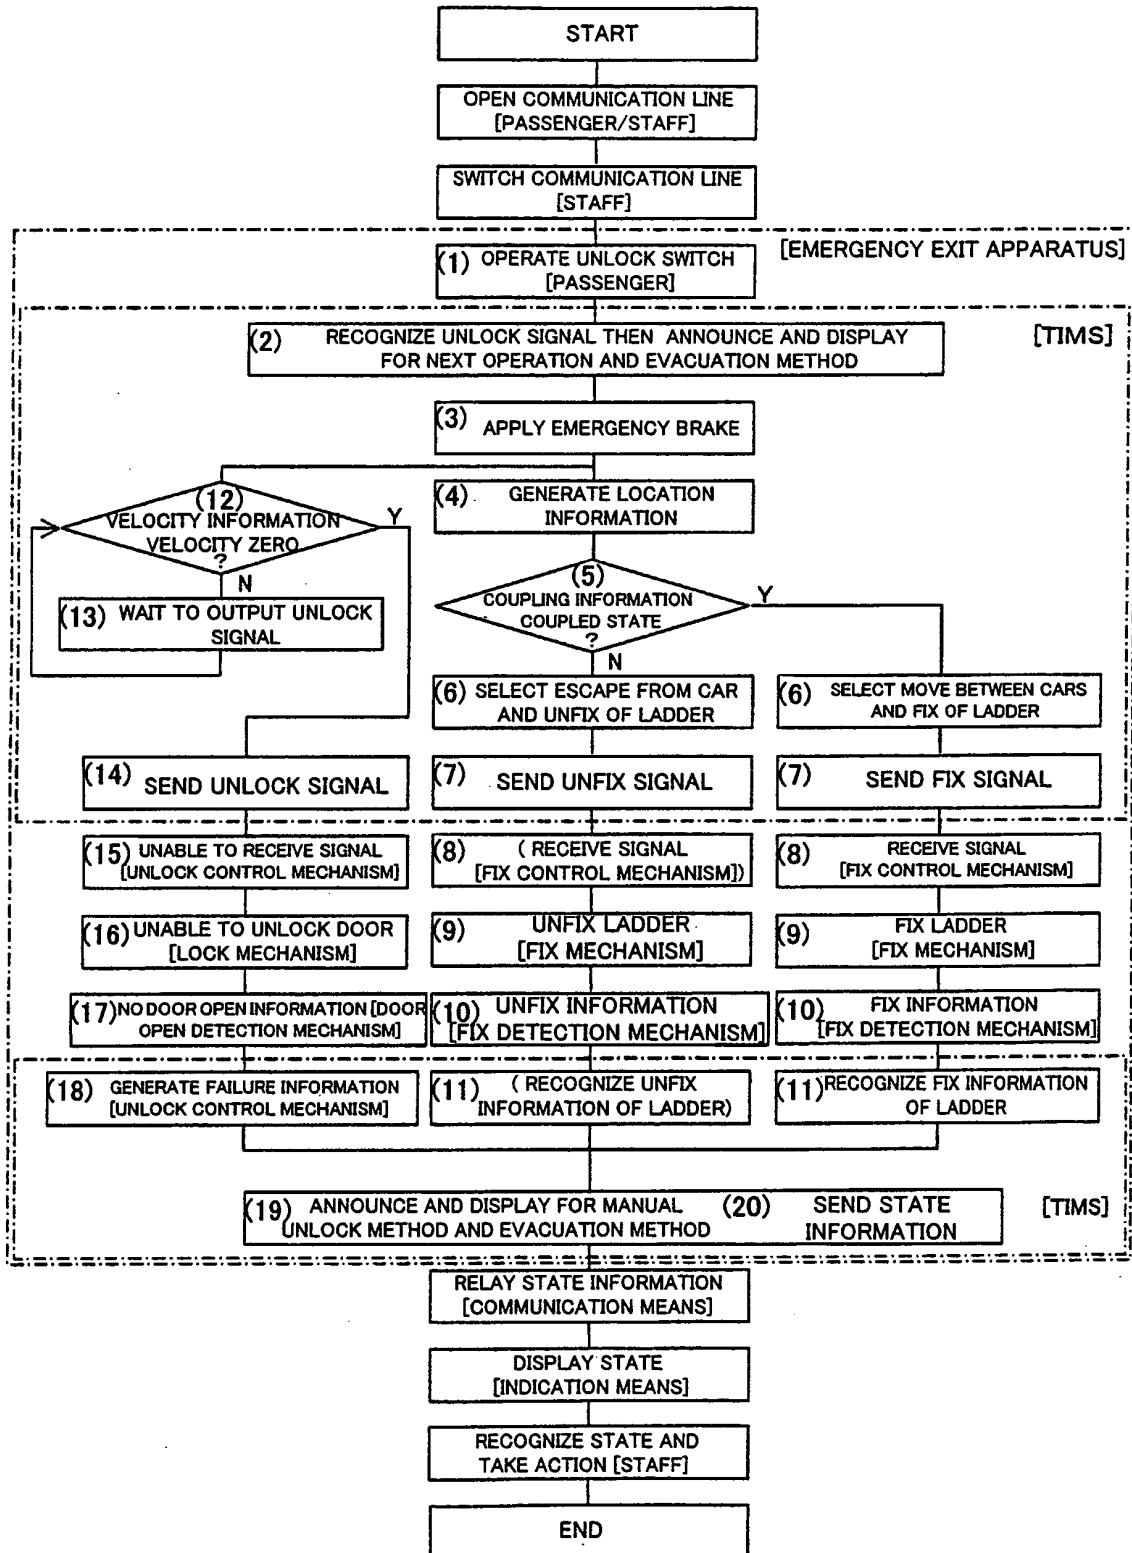 START
OPEN COMMUNICATION LINE
[PASSENGER/STAFF]
SWITCH COMMUNICATION LINE
[STAFF]
[EMERGENCY EXIT APPARATUS]
(1) OPERATE UNLOCK SWITCH
[PASSENGER]
[TIMS]
(2) RECOGNIZE UNLOCK SIGNAL THEN ANNOUNCE AND DISPLAY
FOR NEXT OPERATION AND EVACUATION METHOD
(3) APPLY EMERGENCY BRAKE
(4) GENERATE LOCATION
INFORMATION
(12)
VELOCITY INFORMATION
VELOCITY ZERO
?
Y
N
(13) WAIT TO OUTPUT UNLOCK
SIGNAL
(5)
COUPLING INFORMATION
COUPLED STATE
?
Y
N
(6) SELECT ESCAPE FROM CAR
AND UNFIX OF LADDER
(6) SELECT MOVE BETWEEN CARS
AND FIX OF LADDER
(14) SEND UNLOCK SIGNAL
(7) SEND UNFIX SIGNAL
(7) SEND FIX SIGNAL
(15) UNABLE TO RECEIVE SIGNAL
[UNLOCK CONTROL MECHANISM]
(8) ( RECEIVE SIGNAL
[FIX CONTROL MECHANISM])
(8) RECEIVE SIGNAL
[FIX CONTROL MECHANISM]
(16) UNABLE TO UNLOCK DOOR
[LOCK MECHANISM]
(9) UNFIX LADDER
[FIX MECHANISM]
(9) FIX LADDER
[FIX MECHANISM]
(17) NO DOOR OPEN INFORMATION [DOOR
OPEN DETECTION MECHANISM]
(10) UNFIX INFORMATION
[FIX DETECTION MECHANISM]
(10) FIX INFORMATION
[FIX DETECTION MECHANISM]
(18) GENERATE FAILURE INFORMATION
[UNLOCK CONTROL MECHANISM]
(11) ( RECOGNIZE UNFIX
INFORMATION OF LADDER)
(11) RECOGNIZE FIX INFORMATION
OF LADDER
(19) ANNOUNCE AND DISPLAY FOR MANUAL
UNLOCK METHOD AND EVACUATION METHOD
(20) SEND STATE
INFORMATION
[TIMS]
RELAY STATE INFORMATION
[COMMUNICATION MEANS]
DISPLAY STATE
[INDICATION MEANS]
RECOGNIZE STATE AND
TAKE ACTION [STAFF]
END